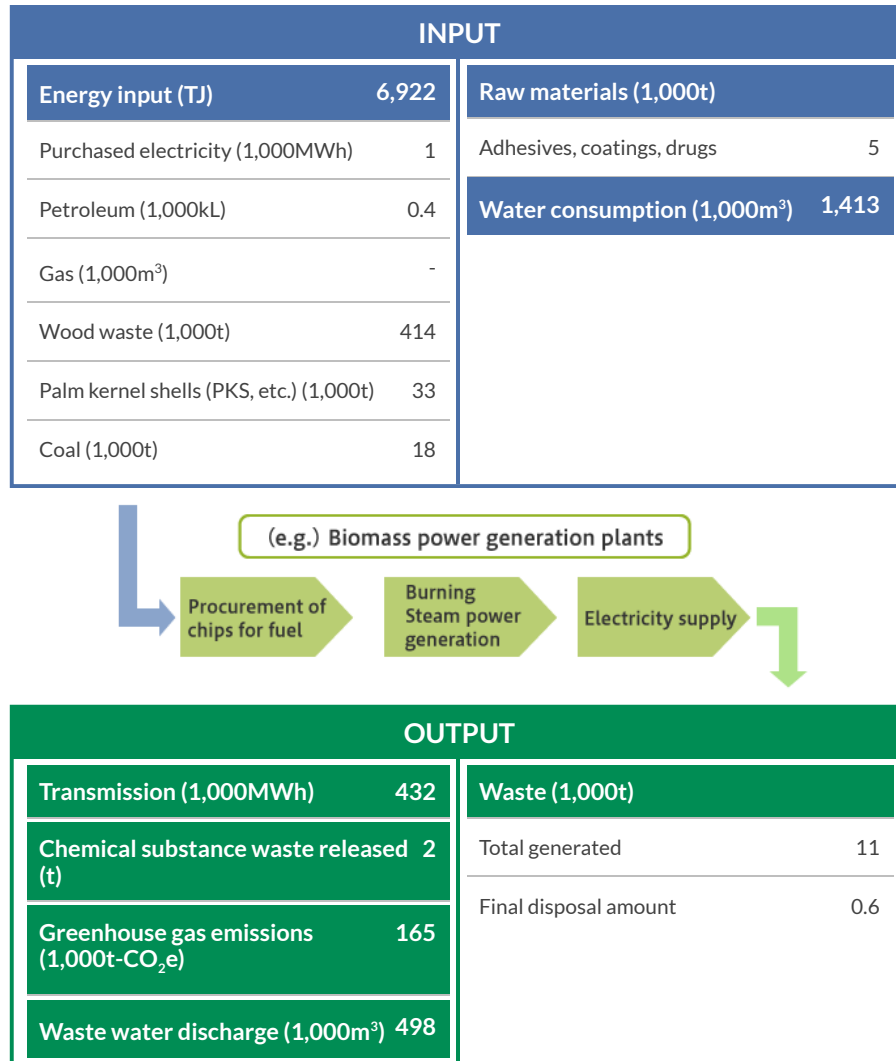 INPUT
Energy input (TJ) 6,922
Purchased electricity (1,000MWh) 1
Petroleum (1,000kL) 0.4
Gas (1,000m³) -
Wood waste (1,000t) 414
Palm kernel shells (PKS, etc.) (1,000t) 33
Coal (1,000t) 18
Raw materials (1,000t)
Adhesives, coatings, drugs 5
Water consumption (1,000m³) 1,413
(e.g.) Biomass power generation plants
Procurement of
chips for fuel
Burning
Steam power
generation
Electricity supply
OUTPUT
Transmission (1,000MWh) 432
Chemical substance waste released 2
(t)
Greenhouse gas emissions 165
(1,000t-CO₂e)
Waste water discharge (1,000m³) 498
Waste (1,000t)
Total generated 11
Final disposal amount 0.6